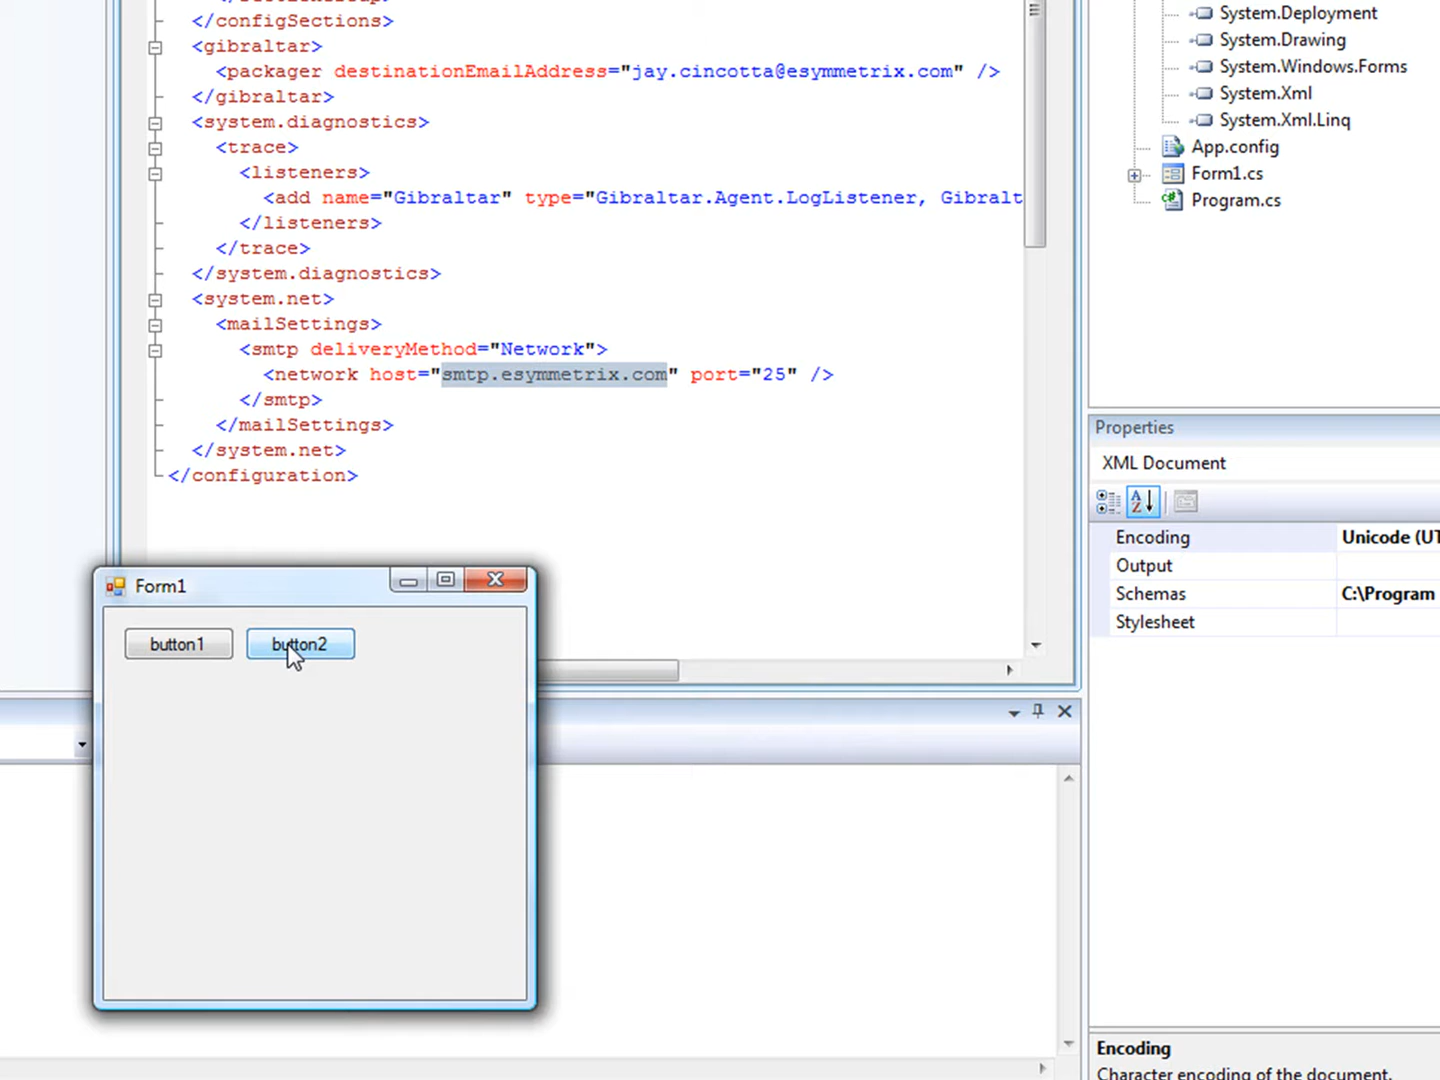 </configSections>
<gibraltar>
<packager destinationEmailAddress="jay.cincotta@esymmetrix.com" />
</gibraltar>
<system.diagnostics>
<trace>
<listeners>
<add name="Gibraltar" type="Gibraltar.Agent.LogListener, Gibralt
</listeners>
</trace>
</system.diagnostics>
<system.net>
<mailSettings>
<smtp deliveryMethod="Network">
<network host="smtp.esymmetrix.com" port="25" />
</smtp>
</mailSettings>
</system.net>
</configuration>
Form1
button1 button2
System.Deployment
System.Drawing
System.Windows.Forms
System.Xml
System.Xml.Linq
App.config
Form1.cs
Program.cs
Properties
XML Document
Encoding Unicode (UT
Output
Schemas C:\Program
Stylesheet
Encoding
Character encoding of the document.